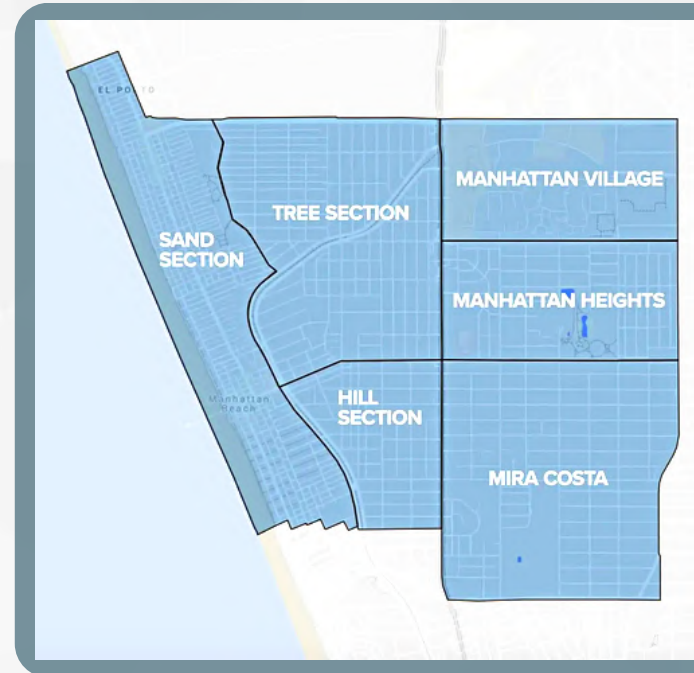 EL PORTO
MANHATTAN VILLAGE
TREE SECTION
SAND
SECTION
MANHATTAN HEIGHTS
Manhattan
Beach
HILL
SECTION
MIRA COSTA